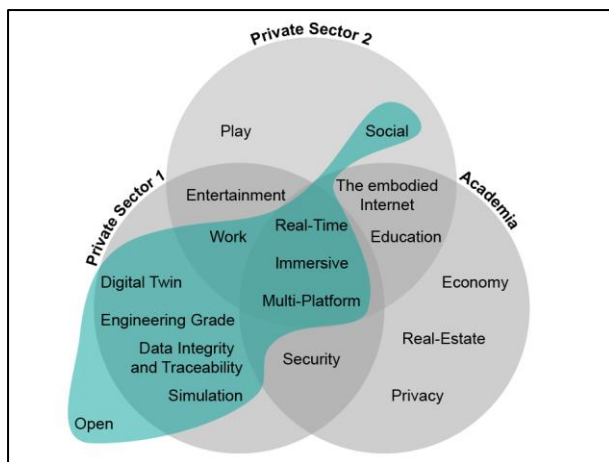 Private Sector 2
Play
Social
Private Sector 1
Academia
Entertainment
The embodied
Internet
Work
Real-Time
Education
Immersive
Digital Twin
Economy
Multi-Platform
Engineering Grade
Real-Estate
Data Integrity
and Traceability
Security
Simulation
Privacy
Open